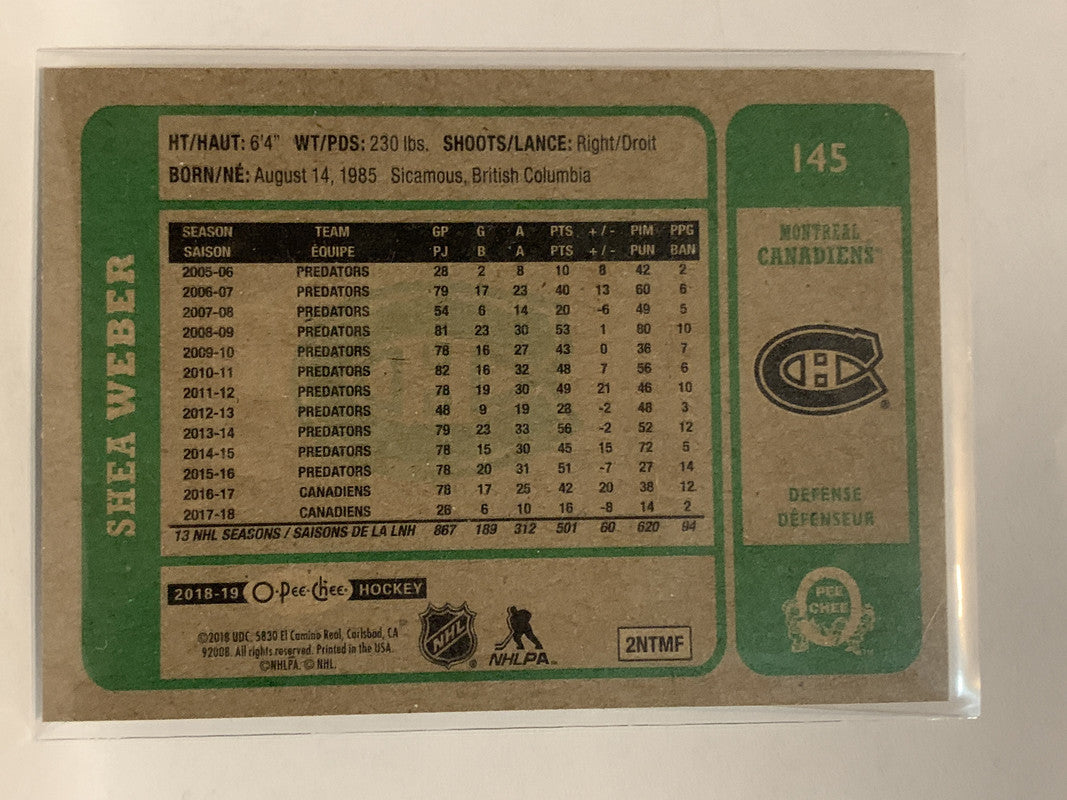 SHEA WEBER
HT/HAUT: 6'4" WT/PDS: 230 lbs. SHOOTS/LANCE: Right/Droit
BORN/NÉ: August 14, 1985 Sicamous, British Columbia
SEASON TEAM GP G A PTS +/- PIM PPG
SAISON ÉQUIPE PJ B A PTS +/- PUN BAN
2005-06 PREDATORS 28 2 8 10 8 42 2
2006-07 PREDATORS 79 17 23 40 13 60 6
2007-08 PREDATORS 54 6 14 20 -6 49 5
2008-09 PREDATORS 81 23 30 53 1 80 10
2009-10 PREDATORS 78 16 27 43 0 36 7
2010-11 PREDATORS 82 16 32 48 7 56 6
2011-12 PREDATORS 78 19 30 49 21 46 10
2012-13 PREDATORS 48 9 19 28 -2 48 3
2013-14 PREDATORS 79 23 33 56 -2 52 12
2014-15 PREDATORS 78 15 30 45 15 72 5
2015-16 PREDATORS 78 20 31 51 -7 27 14
2016-17 CANADIENS 78 17 25 42 20 38 12
2017-18 CANADIENS 26 6 10 16 -8 14 2
13 NHL SEASONS / SAISONS DE LA LNH 867 189 312 501 60 620 94
2018-19 O-Pee-Chee HOCKEY
©2018 UDC. 5830 El Camino Real, Carlsbad, CA
92008. All rights reserved. Printed in the USA.
©NHLPA. © NHL.
NHL
NHLPA™
2NTMF
145
MONTREAL
CANADIENS™
CH
®
DEFENSE
DÉFENSEUR
O
PEE
CHEE
™